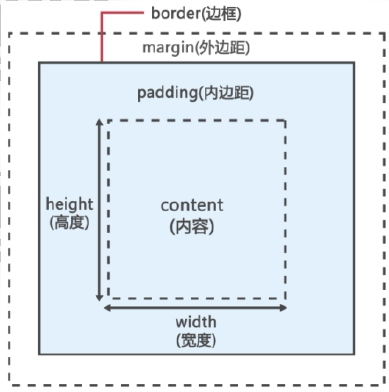 border(边框)
margin(外边距)
padding(内边距)
height
(高度)
content
(内容)
width
(宽度)